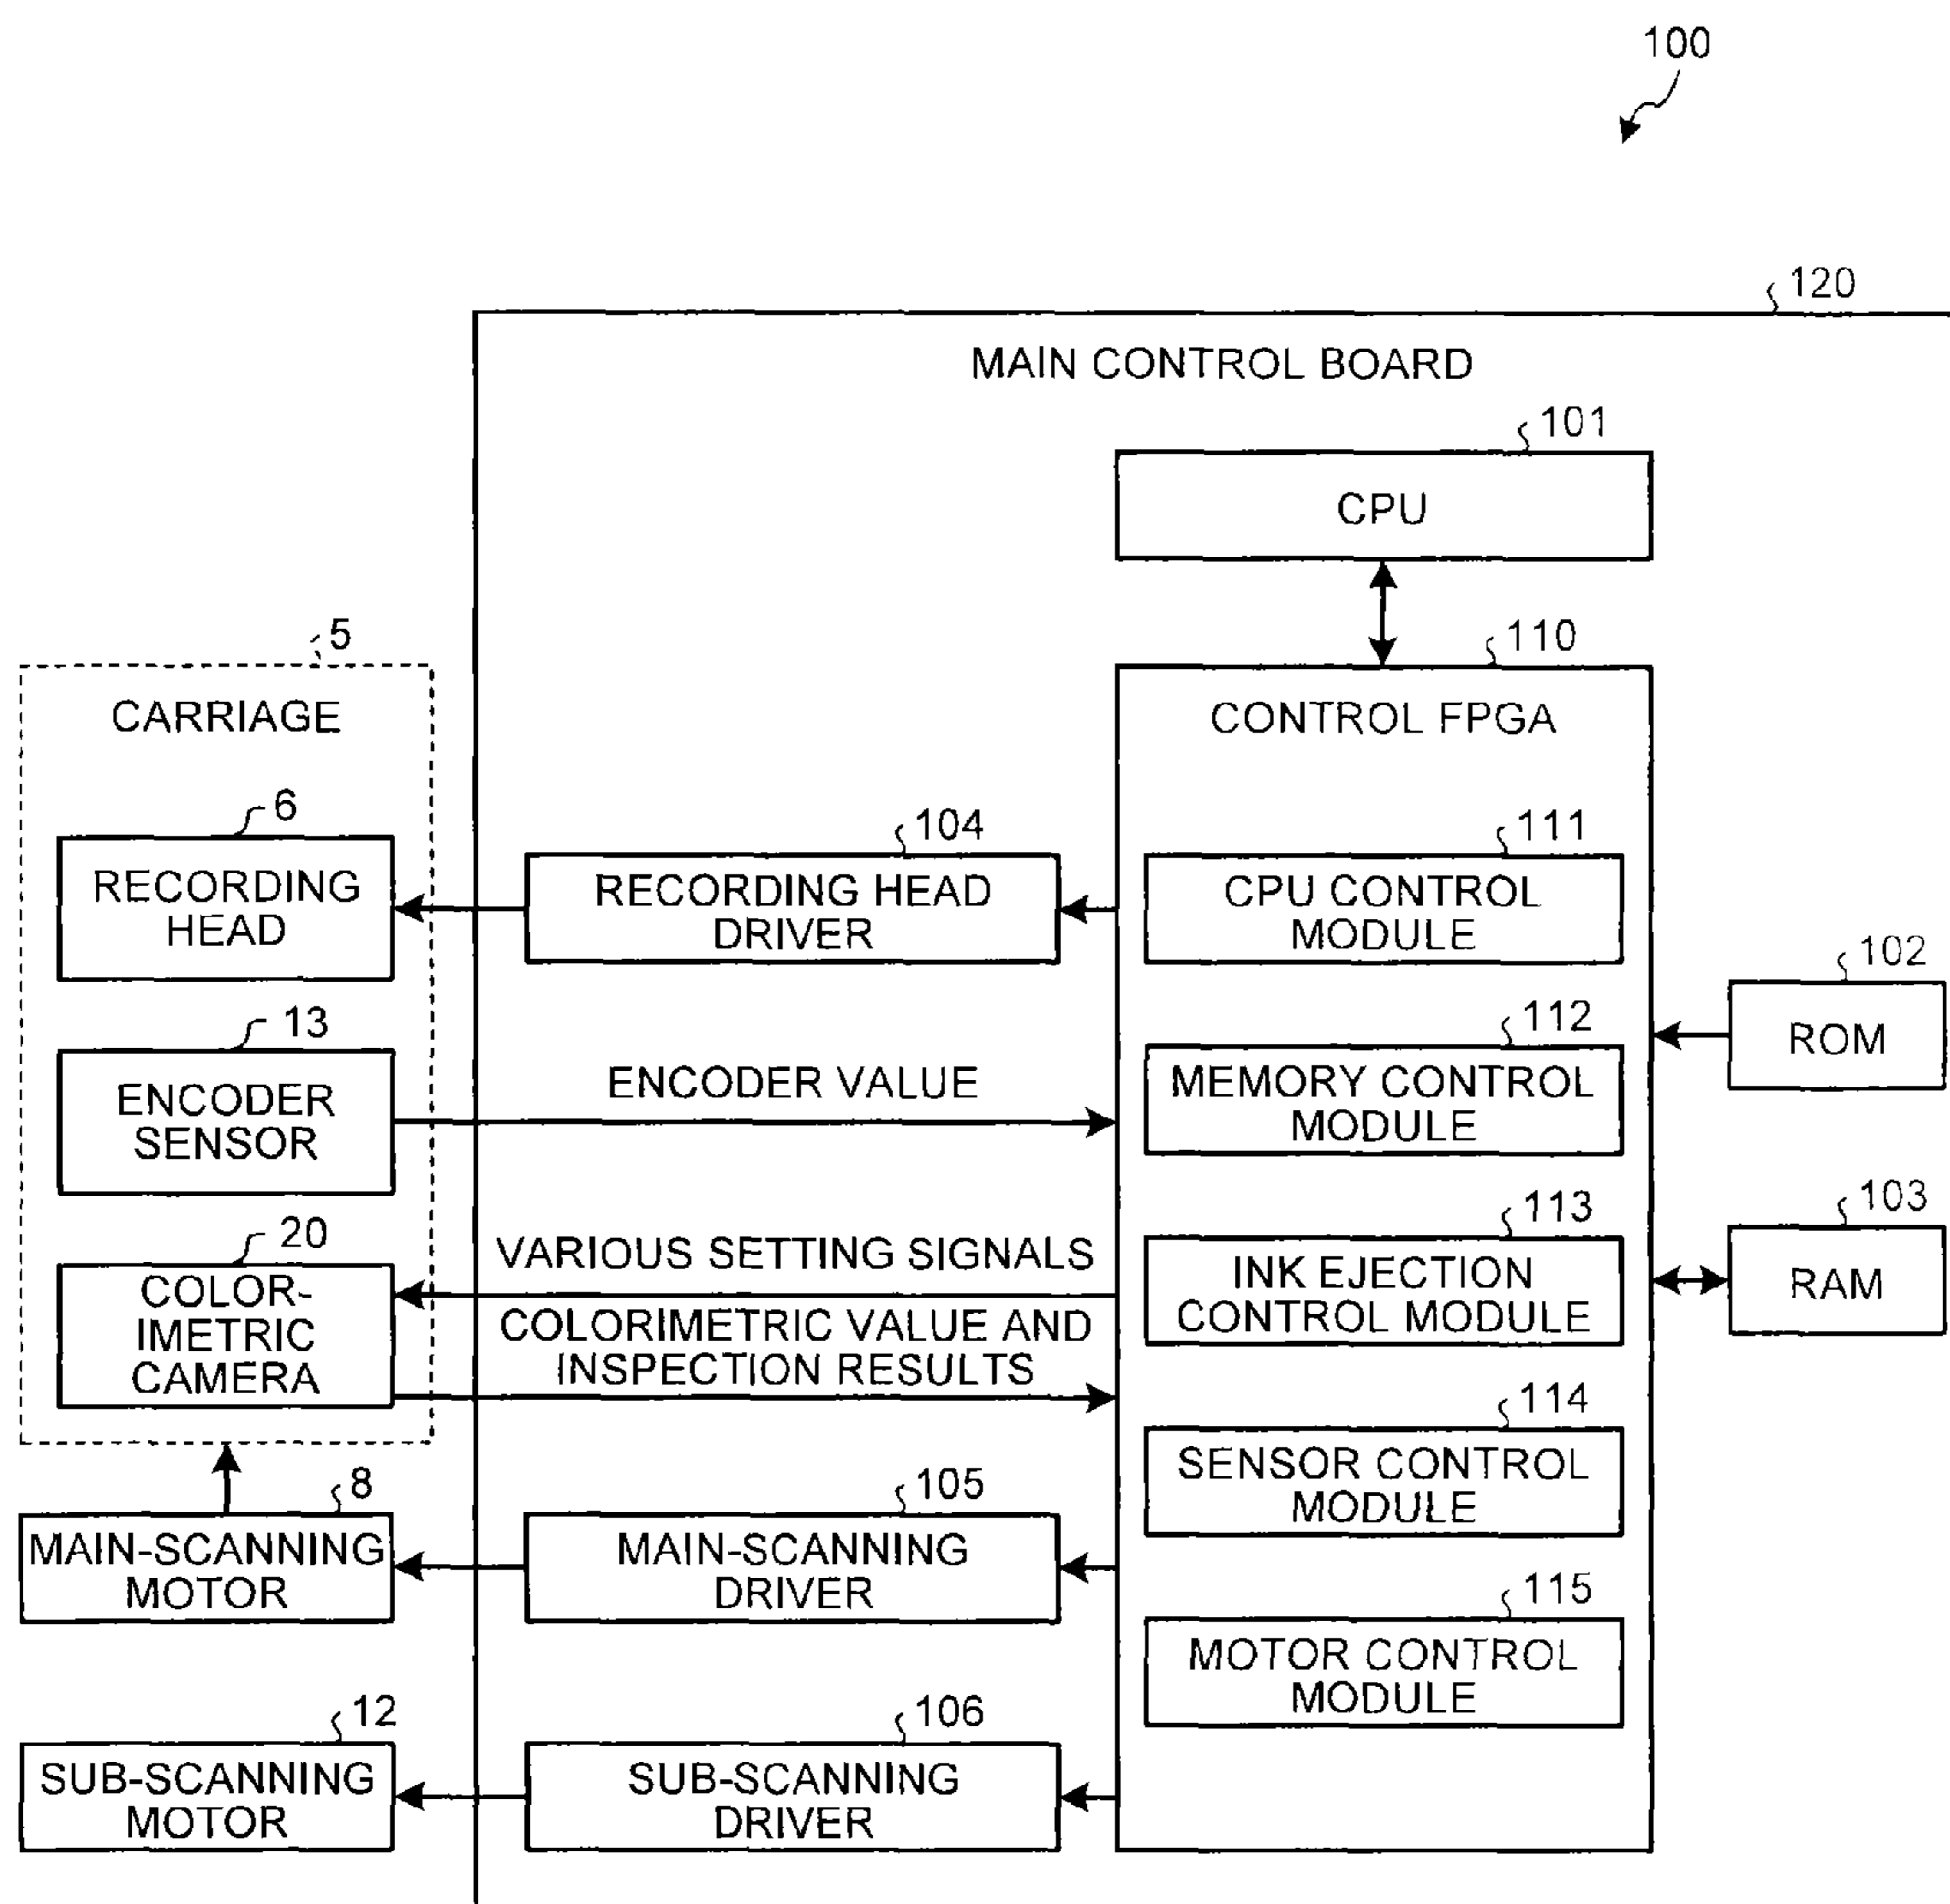 100
120
MAIN CONTROL BOARD
101
CPU
5
110
CARRIAGE
CONTROL FPGA
6
104
111
RECORDING
HEAD
RECORDING HEAD
DRIVER
CPU CONTROL
MODULE
102
ROM
13
112
ENCODER
SENSOR
ENCODER VALUE
MEMORY CONTROL
MODULE
103
RAM
20
113
COLOR-
IMETRIC
CAMERA
VARIOUS SETTING SIGNALS
COLORIMETRIC VALUE AND
INSPECTION RESULTS
INK EJECTION
CONTROL MODULE
114
SENSOR CONTROL
MODULE
8
105
MAIN-SCANNING
MOTOR
MAIN-SCANNING
DRIVER
115
MOTOR CONTROL
MODULE
12
106
SUB-SCANNING
MOTOR
SUB-SCANNING
DRIVER